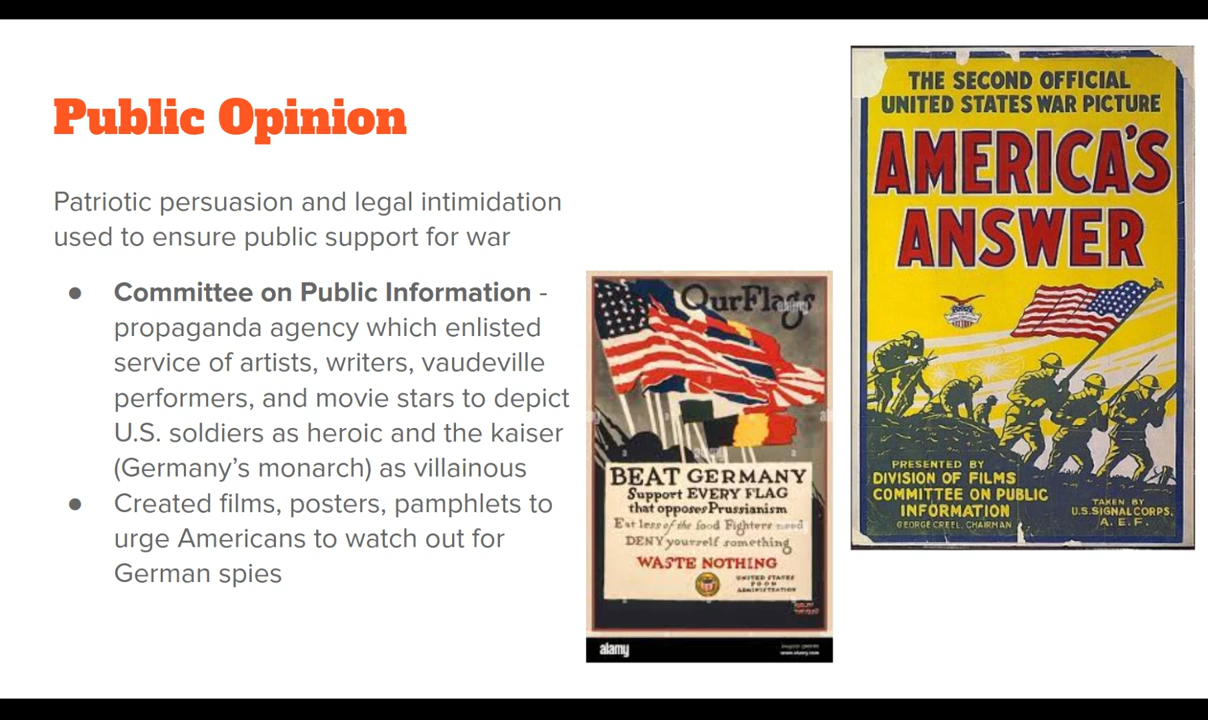 Public Opinion
Patriotic persuasion and legal intimidation
used to ensure public support for war
● Committee on Public Information -
propaganda agency which enlisted
service of artists, writers, vaudeville
performers, and movie stars to depict
U.S. soldiers as heroic and the kaiser
(Germany's monarch) as villainous
● Created films, posters, pamphlets to
urge Americans to watch out for
German spies
Our Flags
alamy
BEAT GERMANY
Support EVERY FLAG
that opposes Prussianism
Eat less of the food Fighters need
DENY yourself something
WASTE NOTHING
UNITED STATES
FOOD
ADMINISTRATION
alamy
www.alamy.com
THE SECOND OFFICIAL
UNITED STATES WAR PICTURE
AMERICA'S
ANSWER
PRESENTED BY
DIVISION OF FILMS
COMMITTEE ON PUBLIC
INFORMATION
GEORGE CREEL, CHAIRMAN
TAKEN BY
U.S. SIGNAL CORPS,
A.E.F.